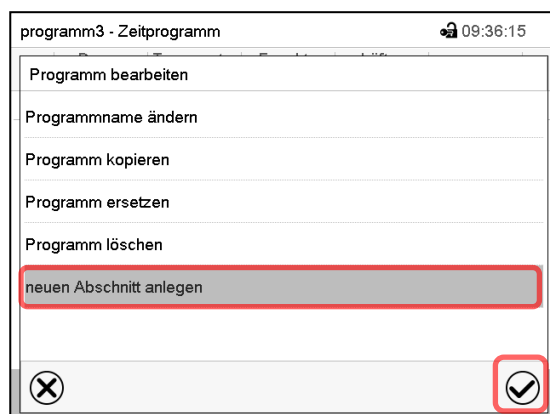 programm3 - Zeitprogramm 09:36:15
Programm bearbeiten
Programmname ändern
Programm kopieren
Programm ersetzen
Programm löschen
neuen Abschnitt anlegen